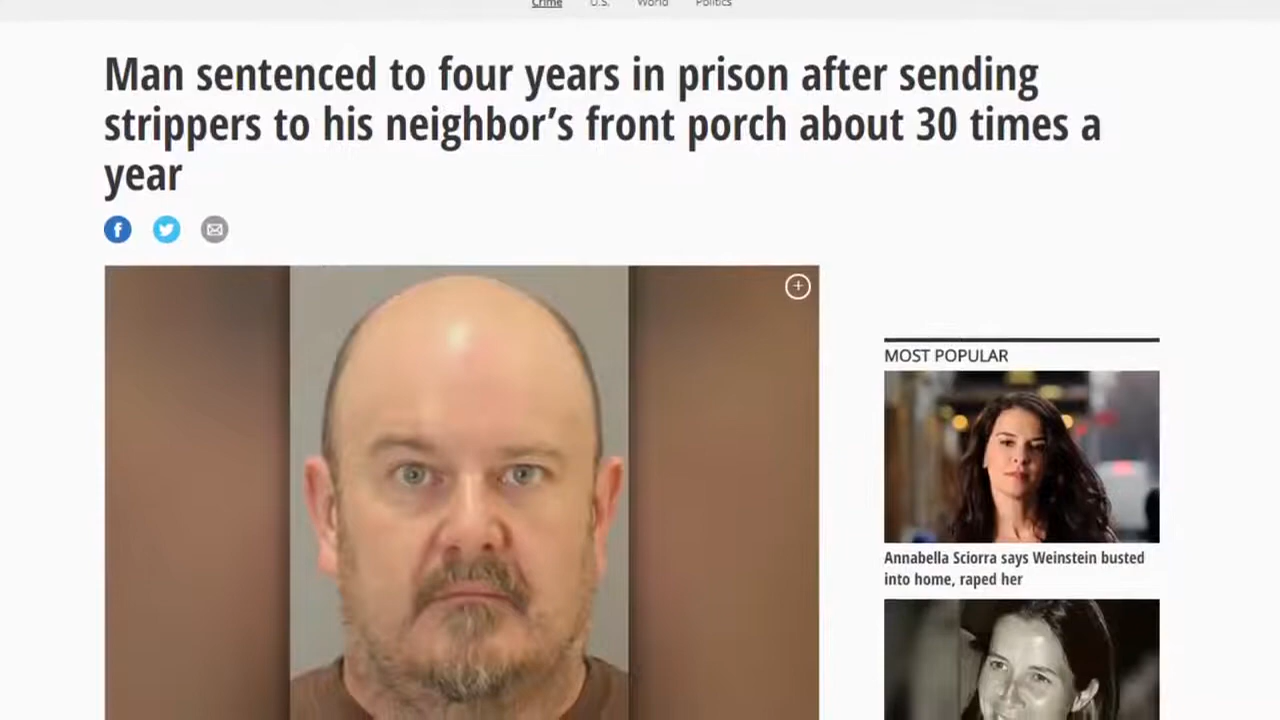 Crime U.S. World Politics
Man sentenced to four years in prison after sending
strippers to his neighbor’s front porch about 30 times a
year
MOST POPULAR
Annabella Sciorra says Weinstein busted
into home, raped her